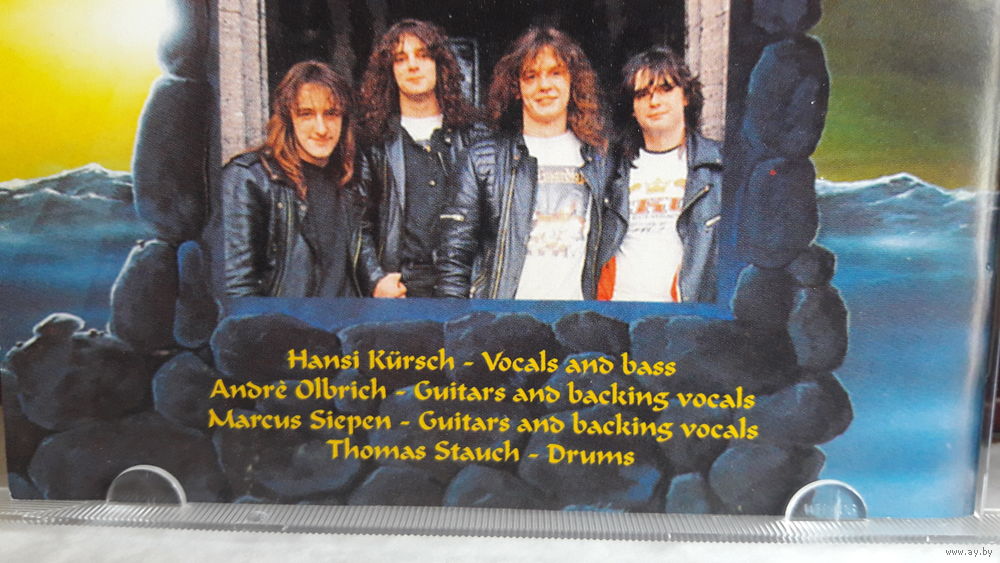 Hansi Kürsch - Vocals and bass
Andrè Olbrich - Guitars and backing vocals
Marcus Siepen - Guitars and backing vocals
Thomas Stauch - Drums
www.ay.by